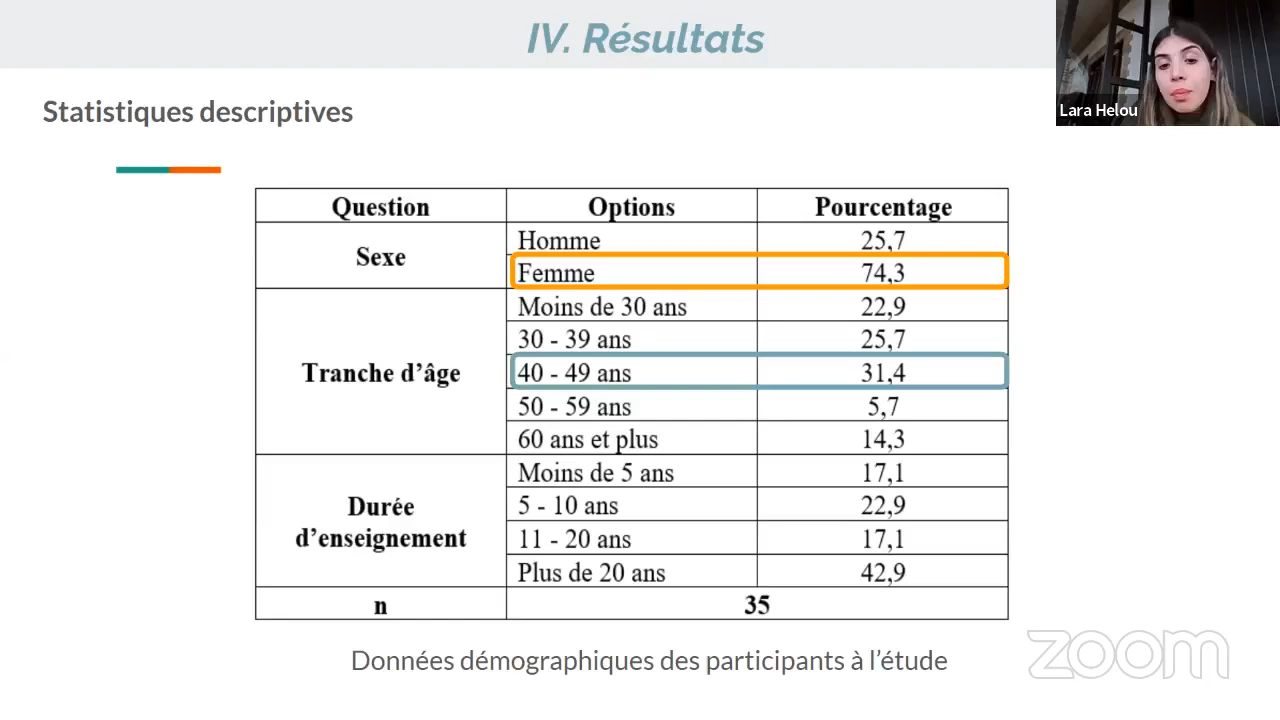 IV. Résultats
Lara Helou
Statistiques descriptives
Question Options Pourcentage
Sexe
Homme 25,7
Femme 74,3
Tranche d'âge
Moins de 30 ans 22,9
30 - 39 ans 25,7
40 - 49 ans 31,4
50 - 59 ans 5,7
60 ans et plus 14,3
Durée
d'enseignement
Moins de 5 ans 17,1
5 - 10 ans 22,9
11 - 20 ans 17,1
Plus de 20 ans 42,9
n 35
Données démographiques des participants à l'étude
zoom